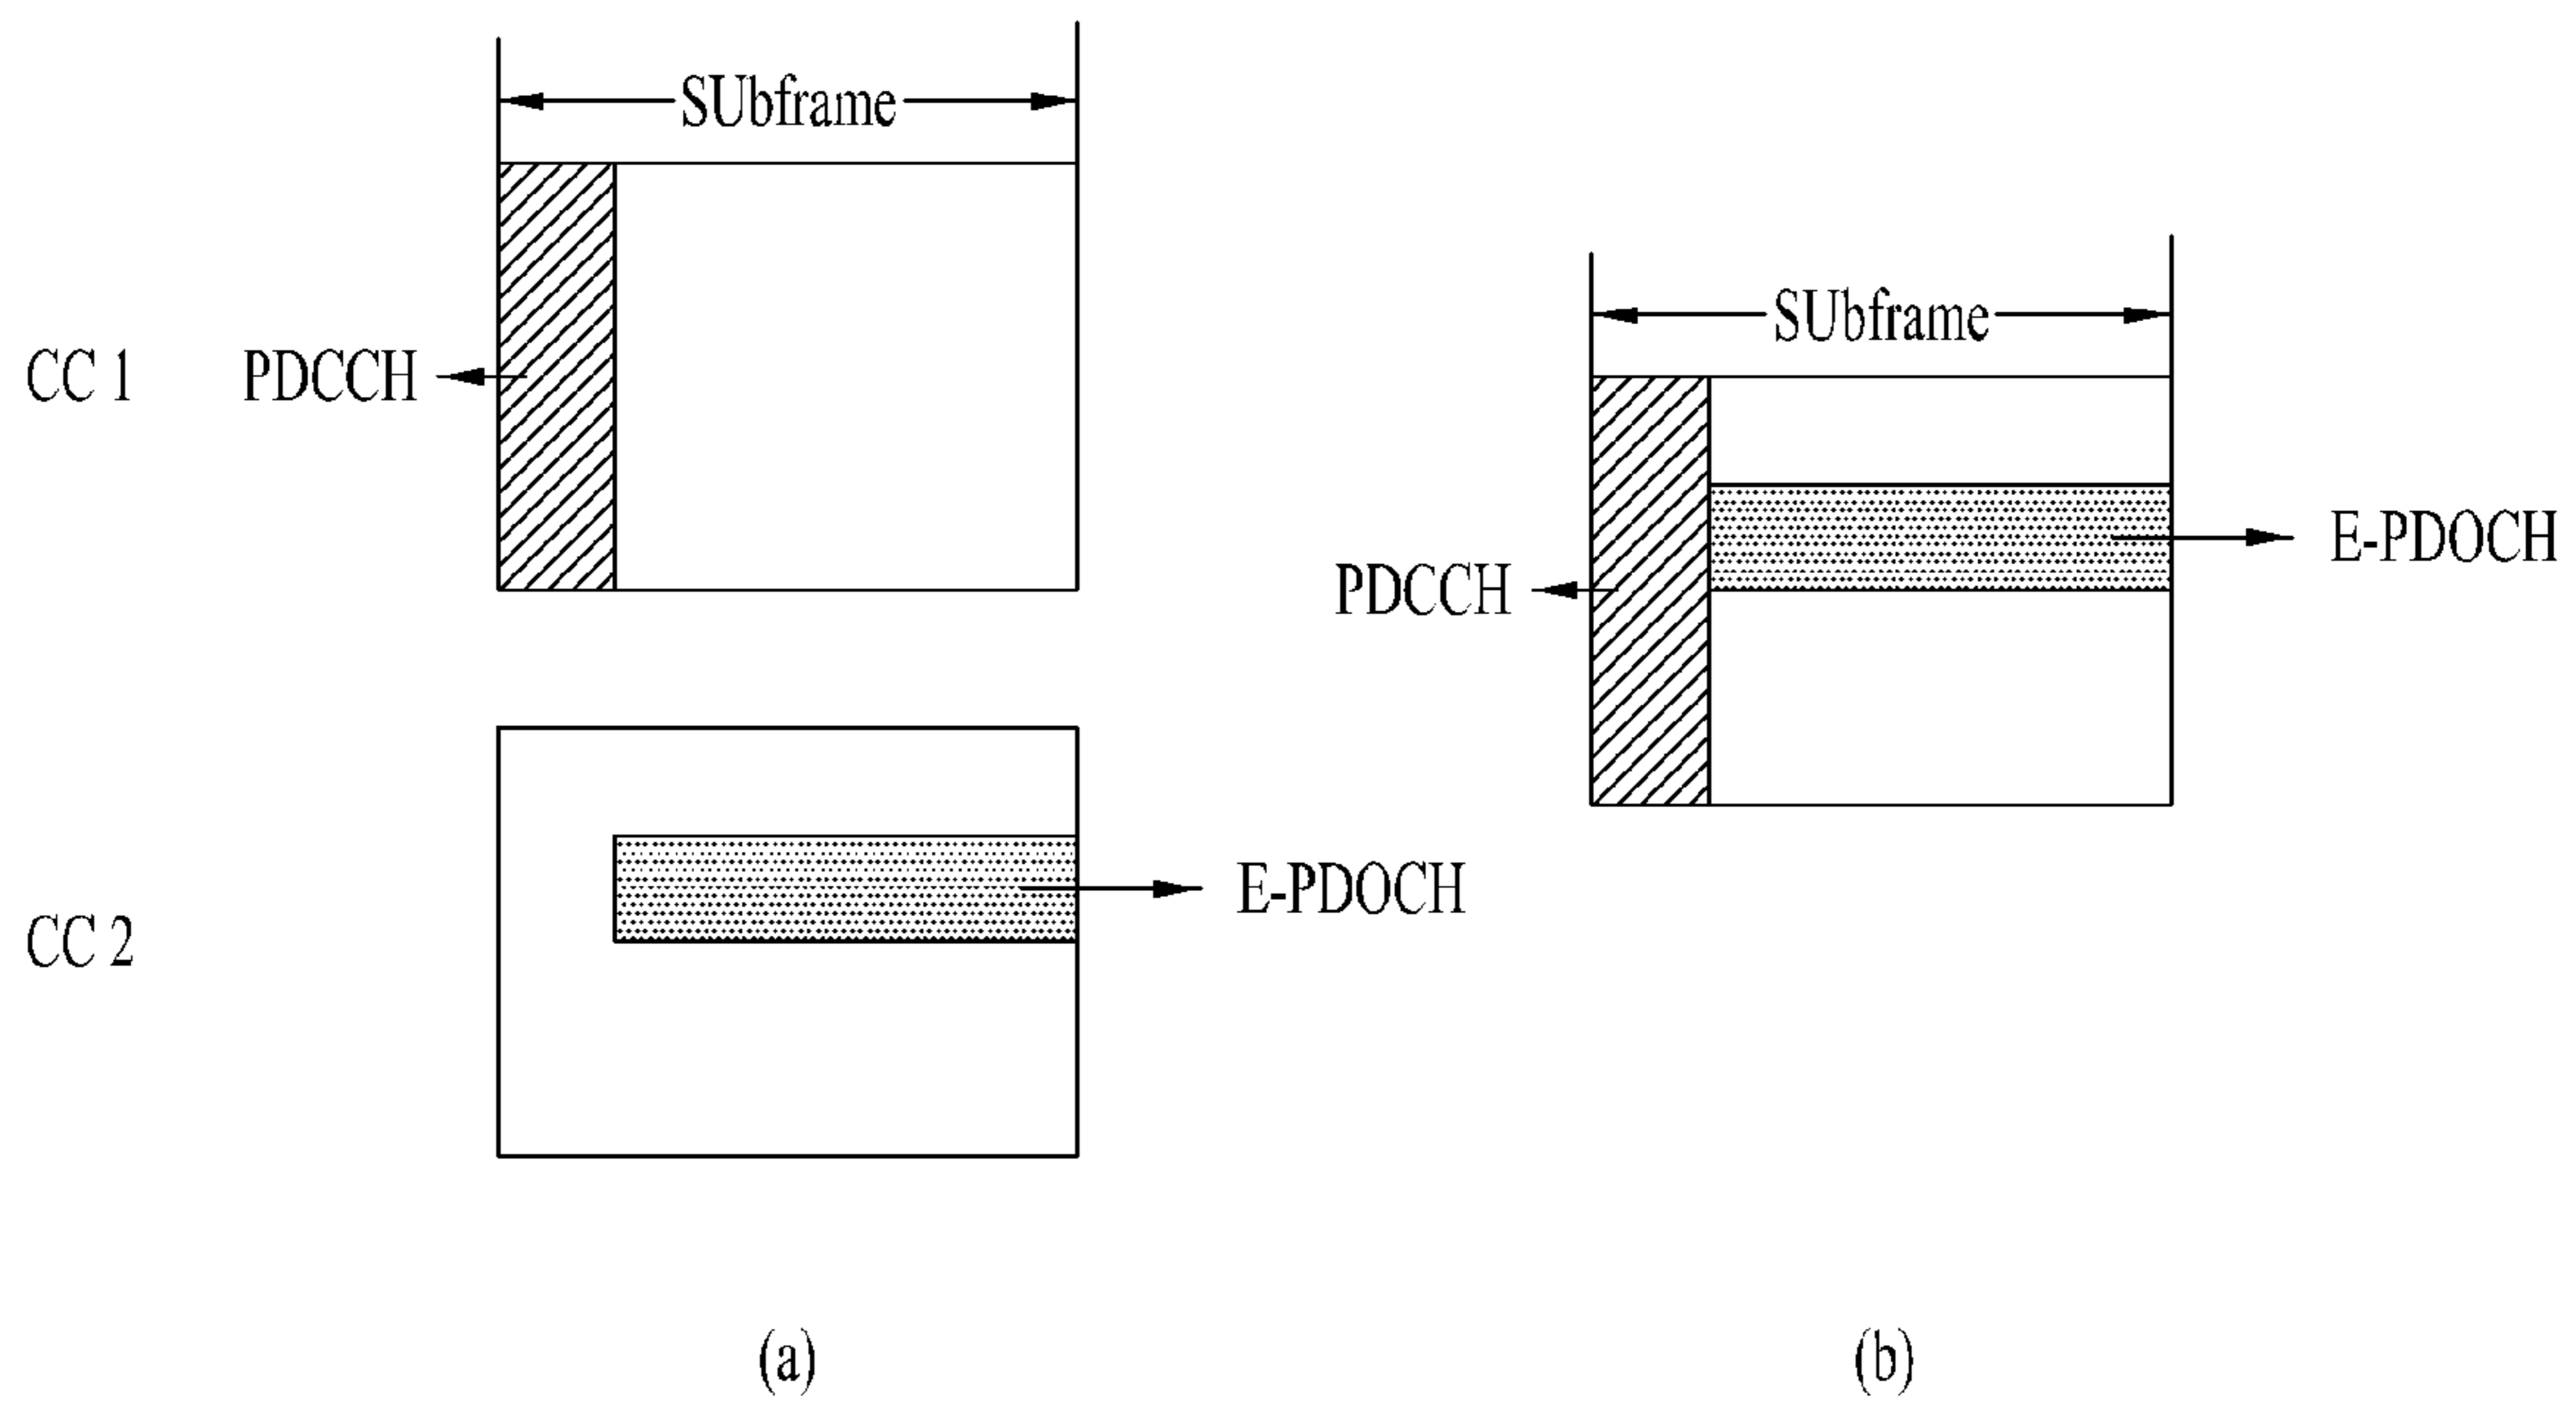 SUbframe
CC 1
PDCCH
CC 2
E-PDOCH
(a)
SUbframe
PDCCH
E-PDOCH
(b)